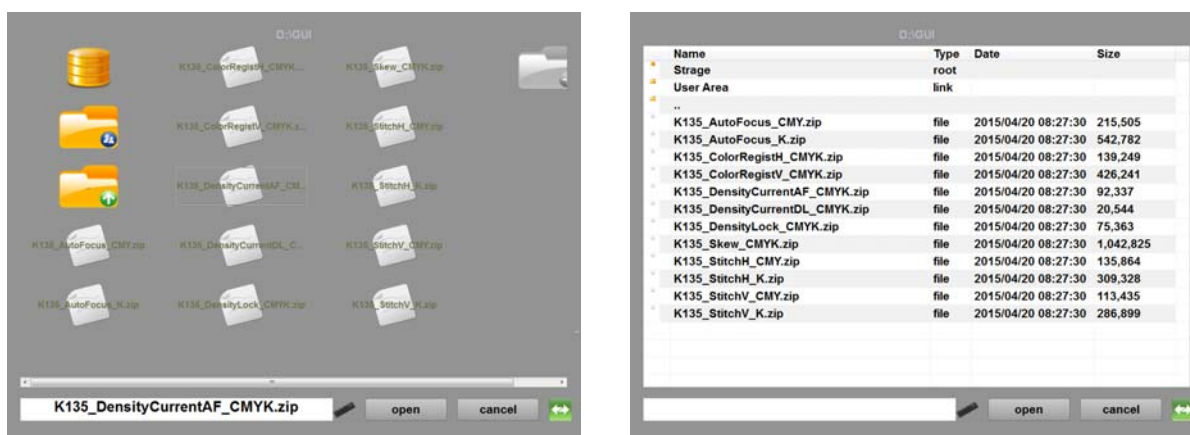 D:\GUI
K135_ColorRegistH_CMYK...
K135_Skew_CMYK.zip
K135_ColorRegistV_CMYK.z...
K135_StitchH_CMY.zip
K135_DensityCurrentAF_CM...
K135_StitchH_K.zip
K135_AutoFocus_CMY.zip
K135_DensityCurrentDL_C...
K135_StitchV_CMY.zip
K135_AutoFocus_K.zip
K135_DensityLock_CMYK.zip
K135_StitchV_K.zip
K135_DensityCurrentAF_CMYK.zip
open
cancel
D:\GUI
Name Type Date Size
Strage root
User Area link
..
K135_AutoFocus_CMY.zip file 2015/04/20 08:27:30 215,505
K135_AutoFocus_K.zip file 2015/04/20 08:27:30 542,782
K135_ColorRegistH_CMYK.zip file 2015/04/20 08:27:30 139,249
K135_ColorRegistV_CMYK.zip file 2015/04/20 08:27:30 426,241
K135_DensityCurrentAF_CMYK.zip file 2015/04/20 08:27:30 92,337
K135_DensityCurrentDL_CMYK.zip file 2015/04/20 08:27:30 20,544
K135_DensityLock_CMYK.zip file 2015/04/20 08:27:30 75,363
K135_Skew_CMYK.zip file 2015/04/20 08:27:30 1,042,825
K135_StitchH_CMY.zip file 2015/04/20 08:27:30 135,864
K135_StitchH_K.zip file 2015/04/20 08:27:30 309,328
K135_StitchV_CMY.zip file 2015/04/20 08:27:30 113,435
K135_StitchV_K.zip file 2015/04/20 08:27:30 286,899
open
cancel